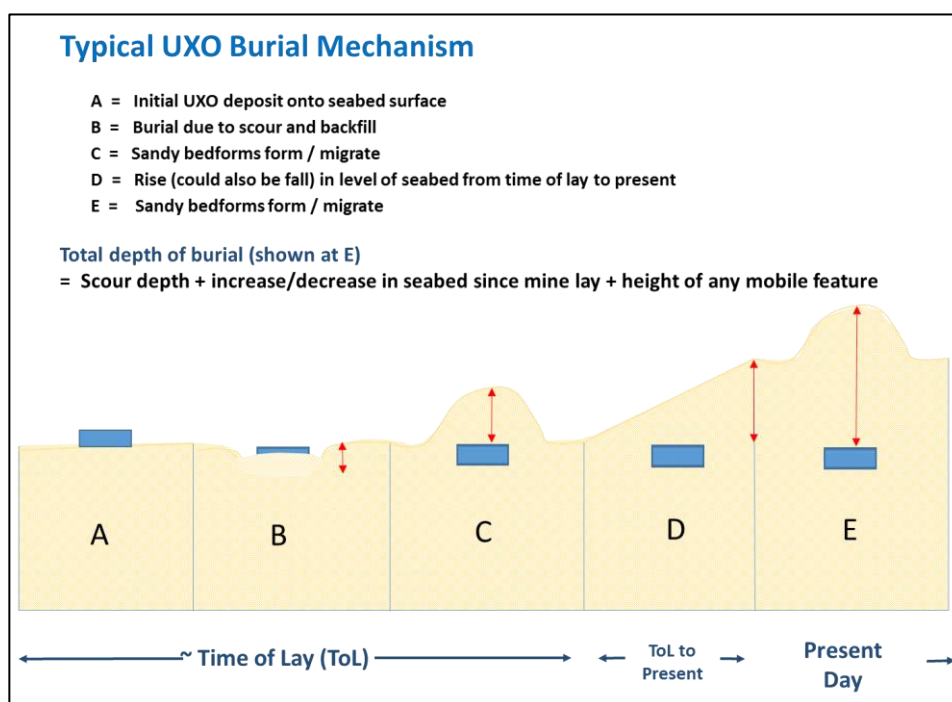 Typical UXO Burial Mechanism
A = Initial UXO deposit onto seabed surface
B = Burial due to scour and backfill
C = Sandy bedforms form / migrate
D = Rise (could also be fall) in level of seabed from time of lay to present
E = Sandy bedforms form / migrate
Total depth of burial (shown at E)
= Scour depth + increase/decrease in seabed since mine lay + height of any mobile feature
A
B
C
D
E
~ Time of Lay (ToL)
ToL to
Present
Present
Day